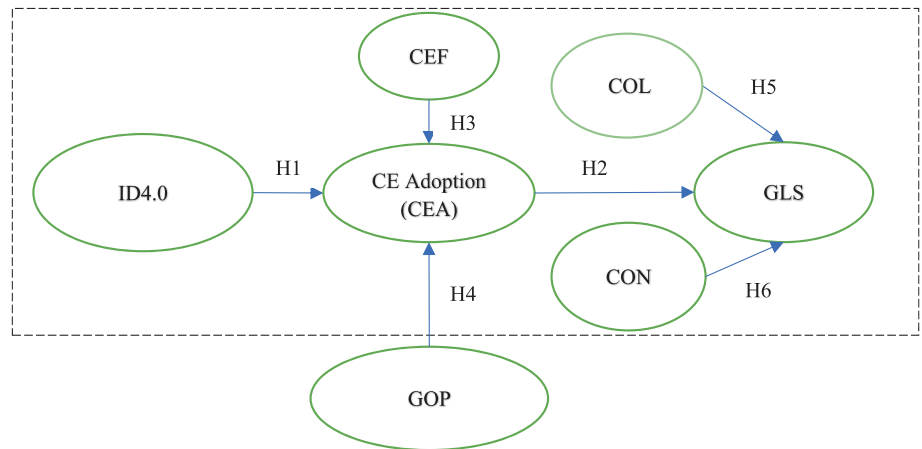 CEF
COL
H5
H3
H1
H2
ID4.0
CE Adoption
(CEA)
GLS
CON
H4
H6
GOP